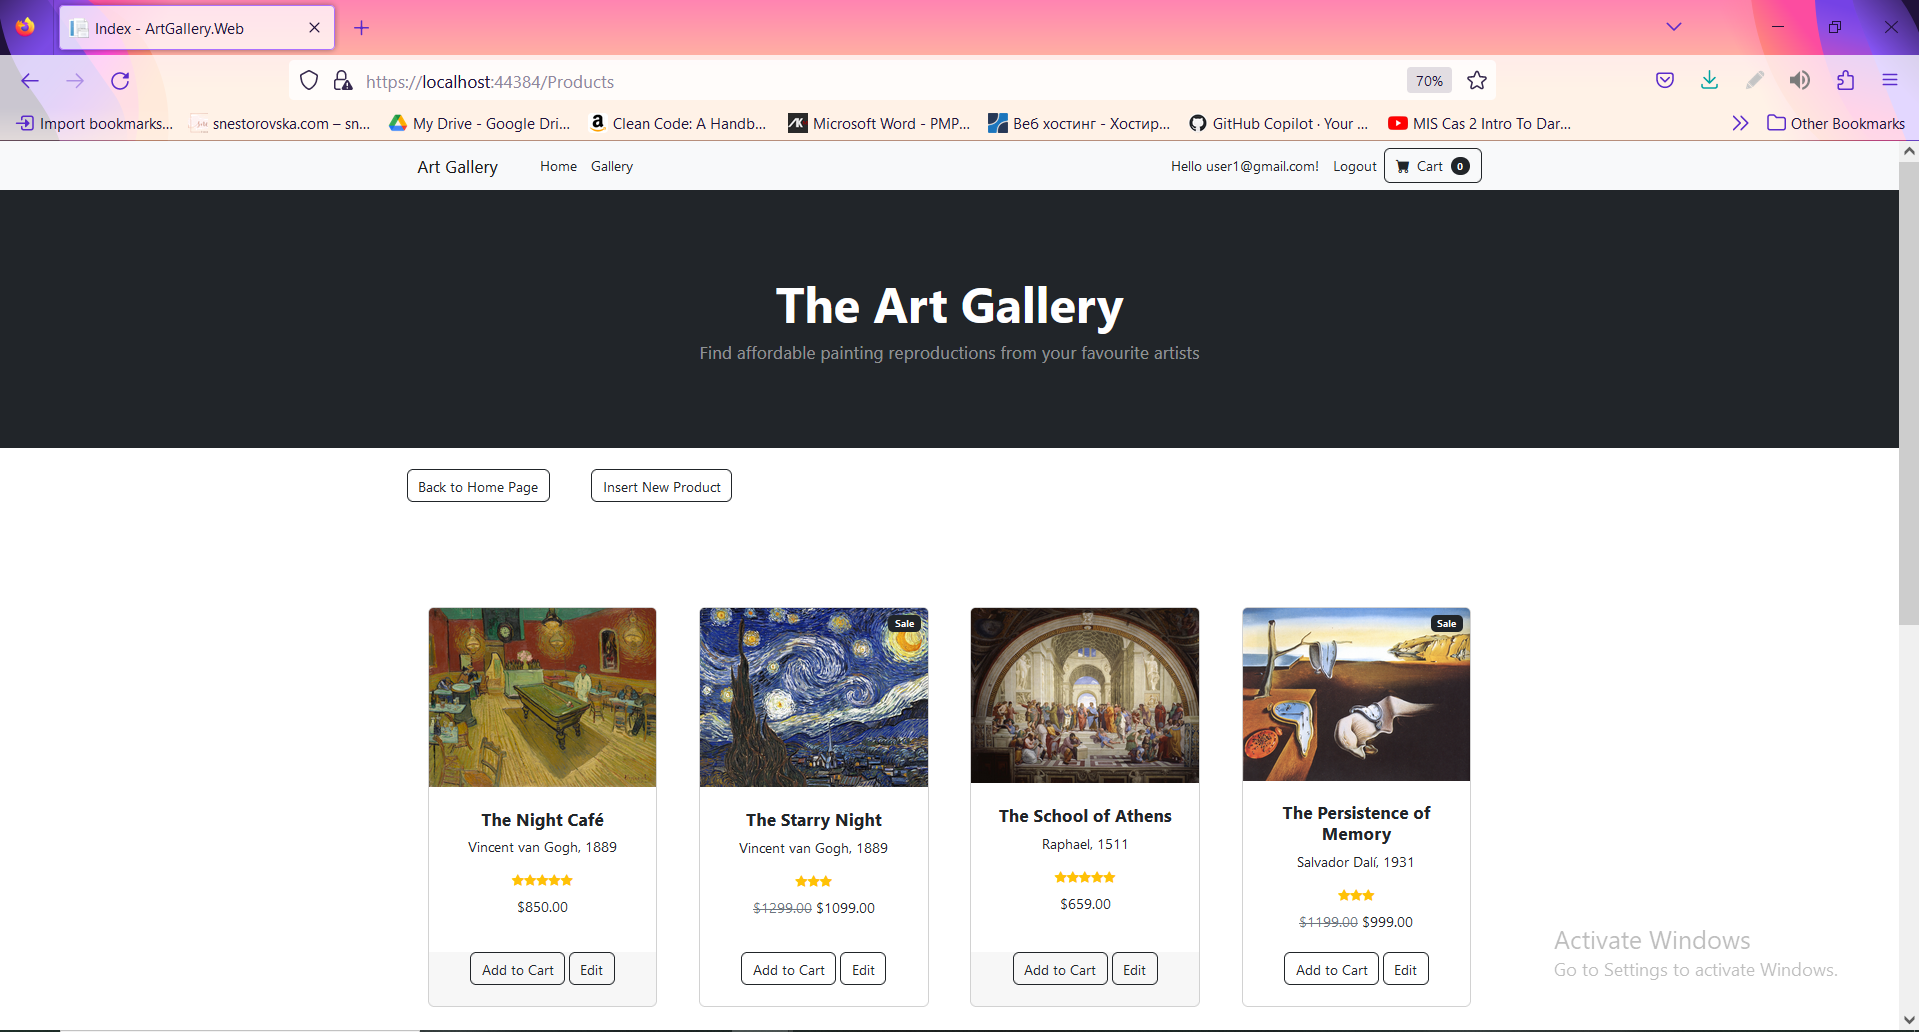 Index - ArtGallery.Web
https://localhost:44384/Products
70%
Import bookmarks...
snestorovska.com – sn...
My Drive - Google Dri...
Clean Code: A Handb...
Microsoft Word - PMP...
Веб хостинг - Хостир...
GitHub Copilot · Your ...
MIS Cas 2 Intro To Dar...
Other Bookmarks
Art Gallery
Home
Gallery
Hello user1@gmail.com!
Logout
Cart 0
The Art Gallery
Find affordable painting reproductions from your favourite artists
Back to Home Page
Insert New Product
The Night Café
Vincent van Gogh, 1889
$850.00
Add to Cart
Edit
Sale
The Starry Night
Vincent van Gogh, 1889
$1299.00 $1099.00
Add to Cart
Edit
The School of Athens
Raphael, 1511
$659.00
Add to Cart
Edit
Sale
The Persistence of
Memory
Salvador Dalí, 1931
$1199.00 $999.00
Add to Cart
Edit
Activate Windows
Go to Settings to activate Windows.